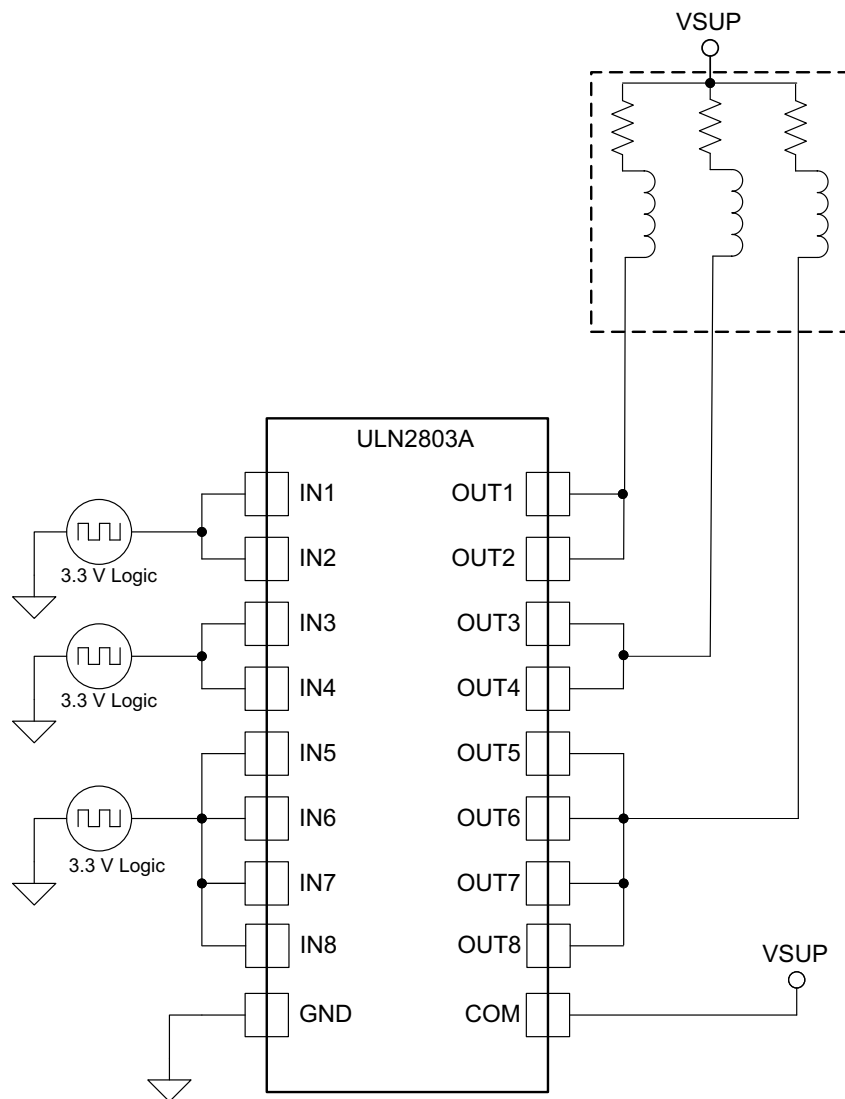 VSUP
ULN2803A
IN1 OUT1
3.3 V Logic
IN2 OUT2
IN3 OUT3
3.3 V Logic
IN4 OUT4
IN5 OUT5
IN6 OUT6
3.3 V Logic
IN7 OUT7
IN8 OUT8
VSUP
GND COM